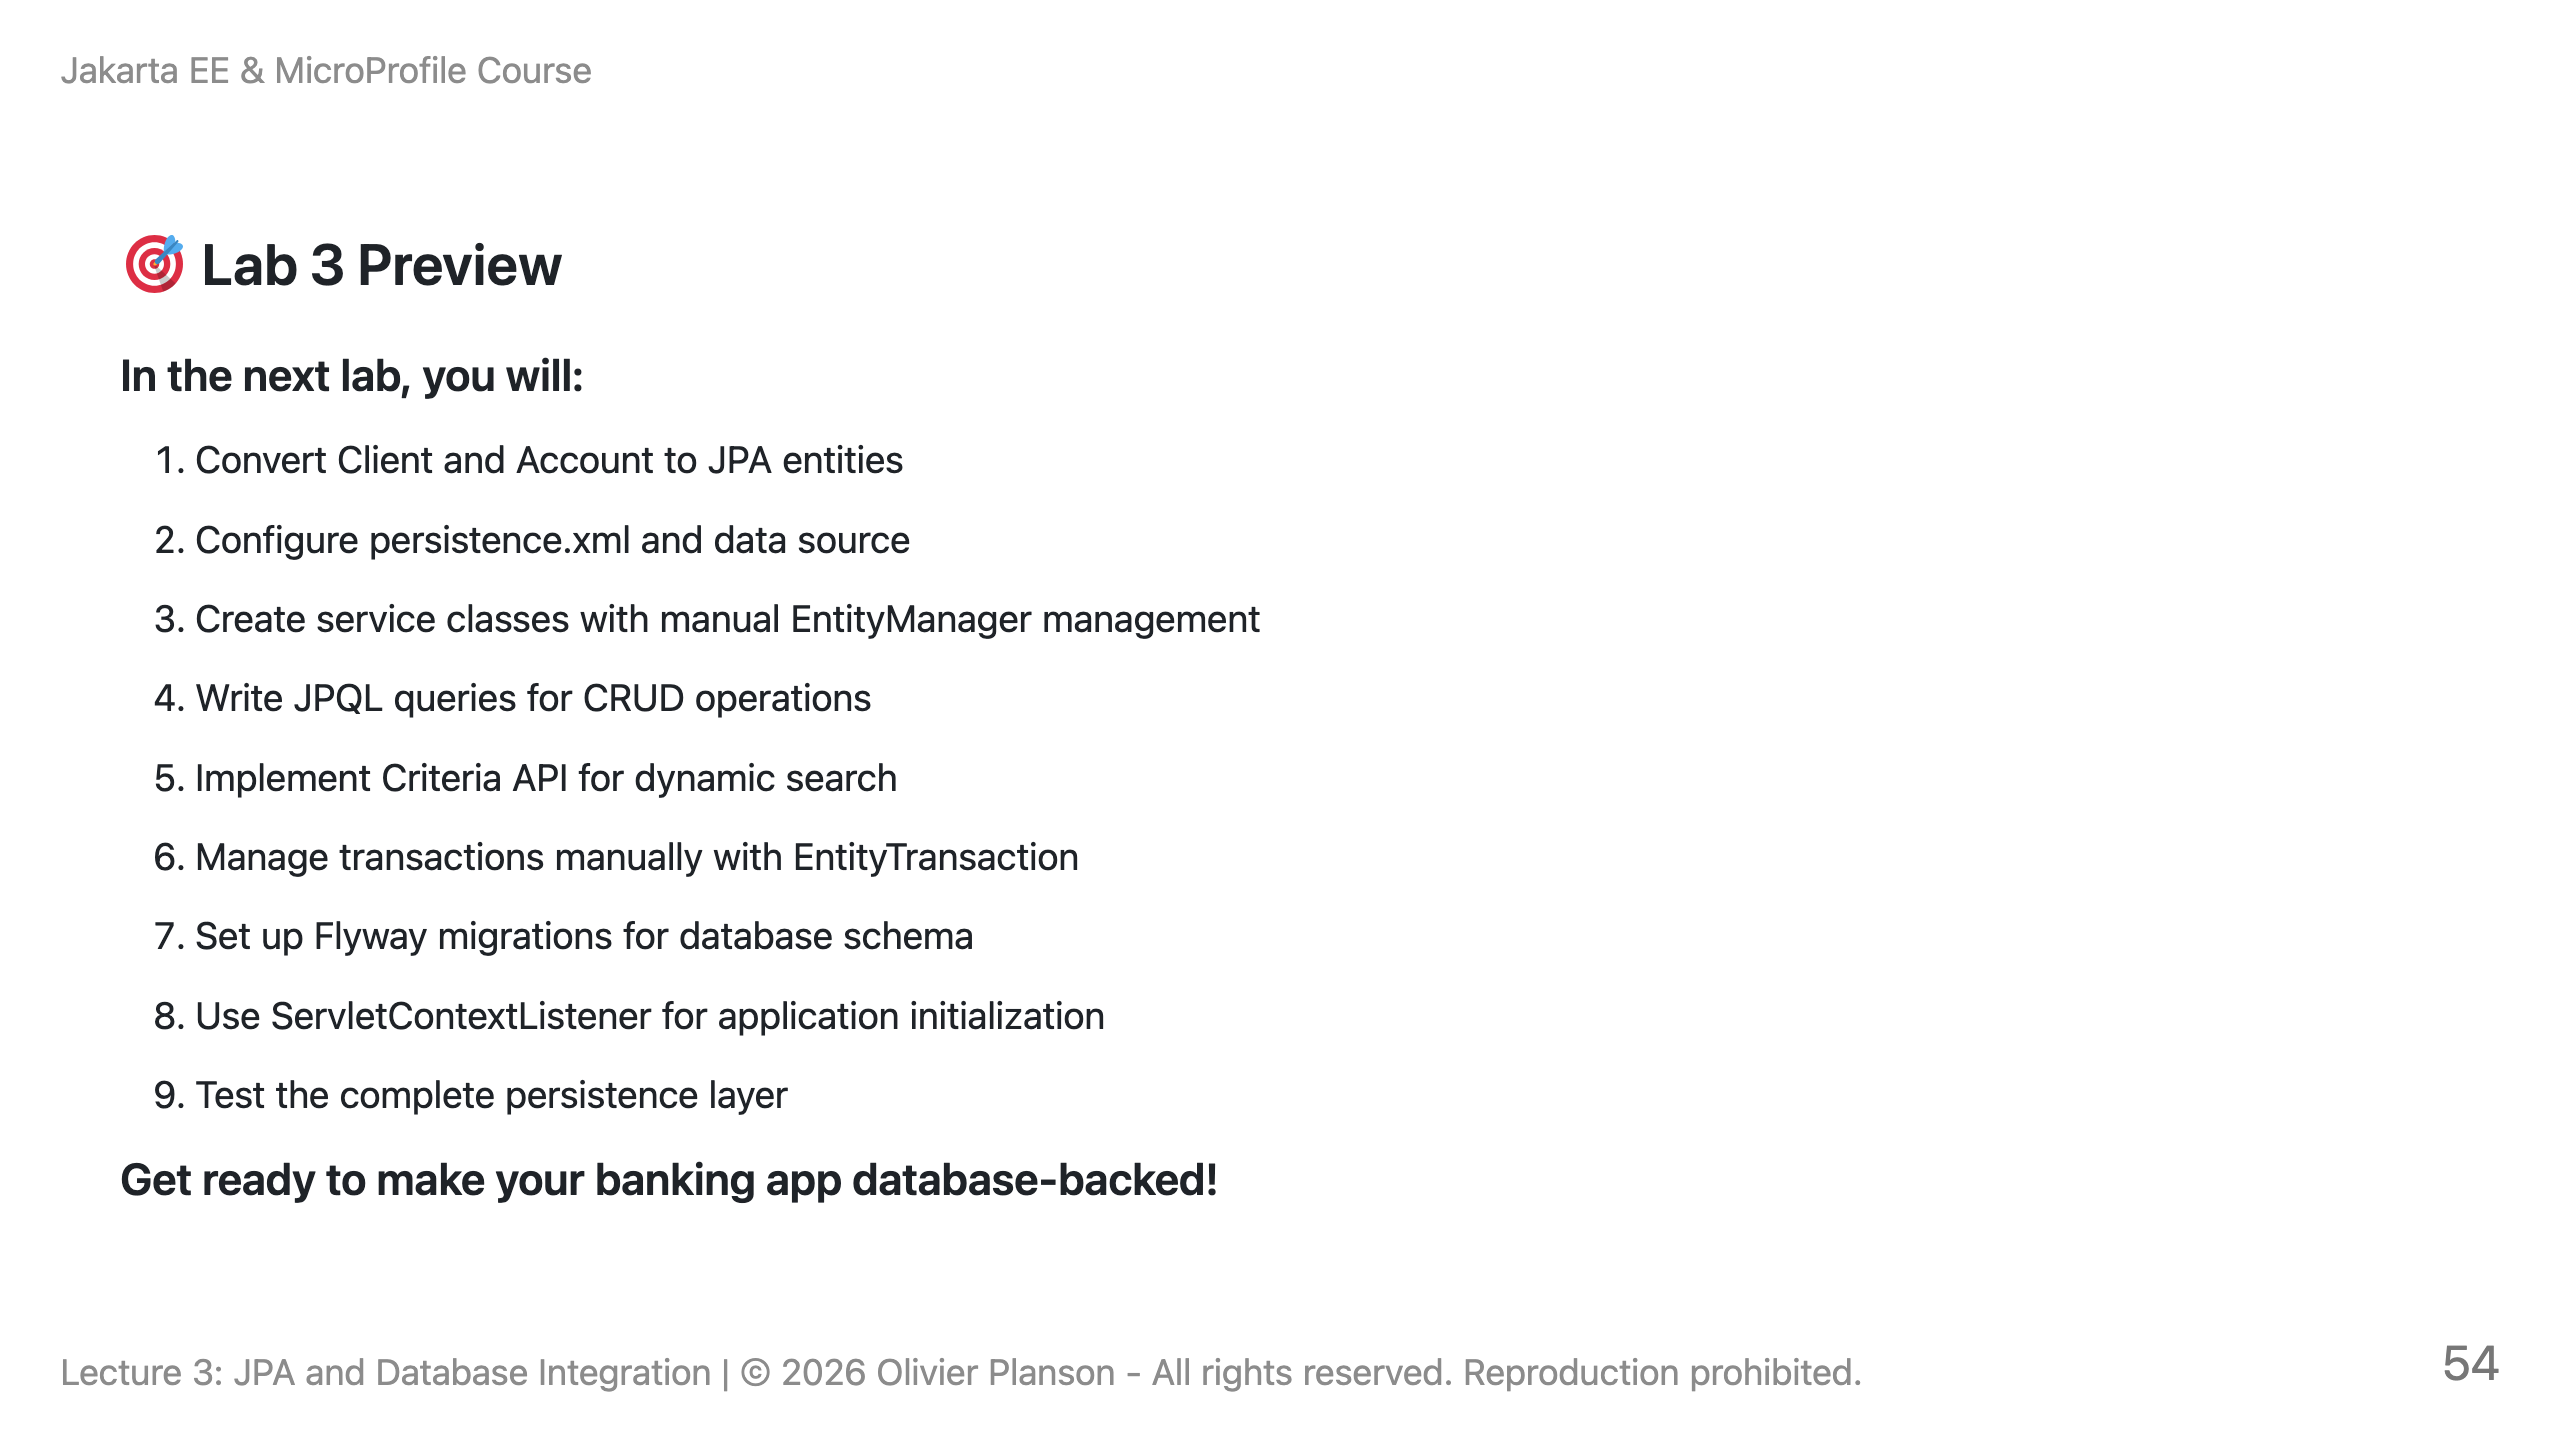 Jakarta EE & MicroProfile Course
🎯 Lab 3 Preview
In the next lab, you will:
1. Convert Client and Account to JPA entities
2. Configure persistence.xml and data source
3. Create service classes with manual EntityManager management
4. Write JPQL queries for CRUD operations
5. Implement Criteria API for dynamic search
6. Manage transactions manually with EntityTransaction
7. Set up Flyway migrations for database schema
8. Use ServletContextListener for application initialization
9. Test the complete persistence layer
Get ready to make your banking app database-backed!
Lecture 3: JPA and Database Integration | © 2026 Olivier Planson - All rights reserved. Reproduction prohibited.
54